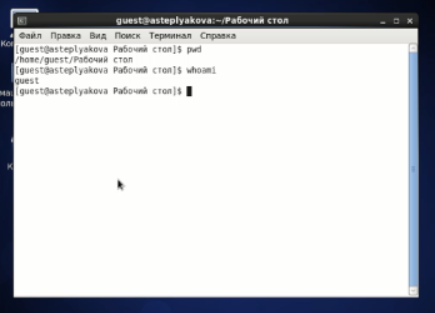 guest@asteplyakova:~/Рабочий стол
Файл Правка Вид Поиск Терминал Справка
[guest@asteplyakova Рабочий стол]$ pwd
/home/guest/Рабочий стол
[guest@asteplyakova Рабочий стол]$ whoami
guest
[guest@asteplyakova Рабочий стол]$